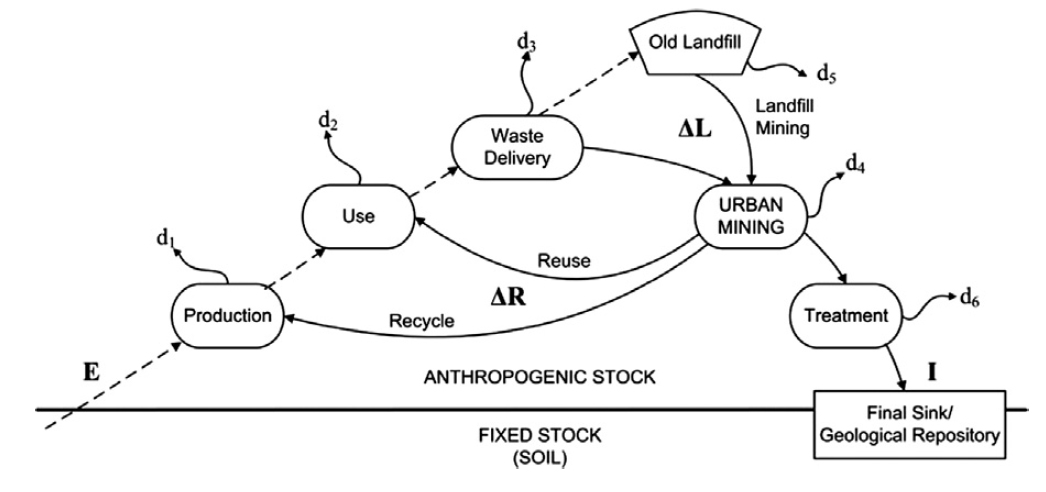 Old Landfill
d3
d5
Landfill
Mining
d2
Waste
Delivery
ΔL
d4
Use
URBAN
MINING
d1
Reuse
ΔR
d6
Production
Recycle
Treatment
E
ANTHROPOGENIC STOCK
I
Final Sink/
Geological Repository
FIXED STOCK
(SOIL)